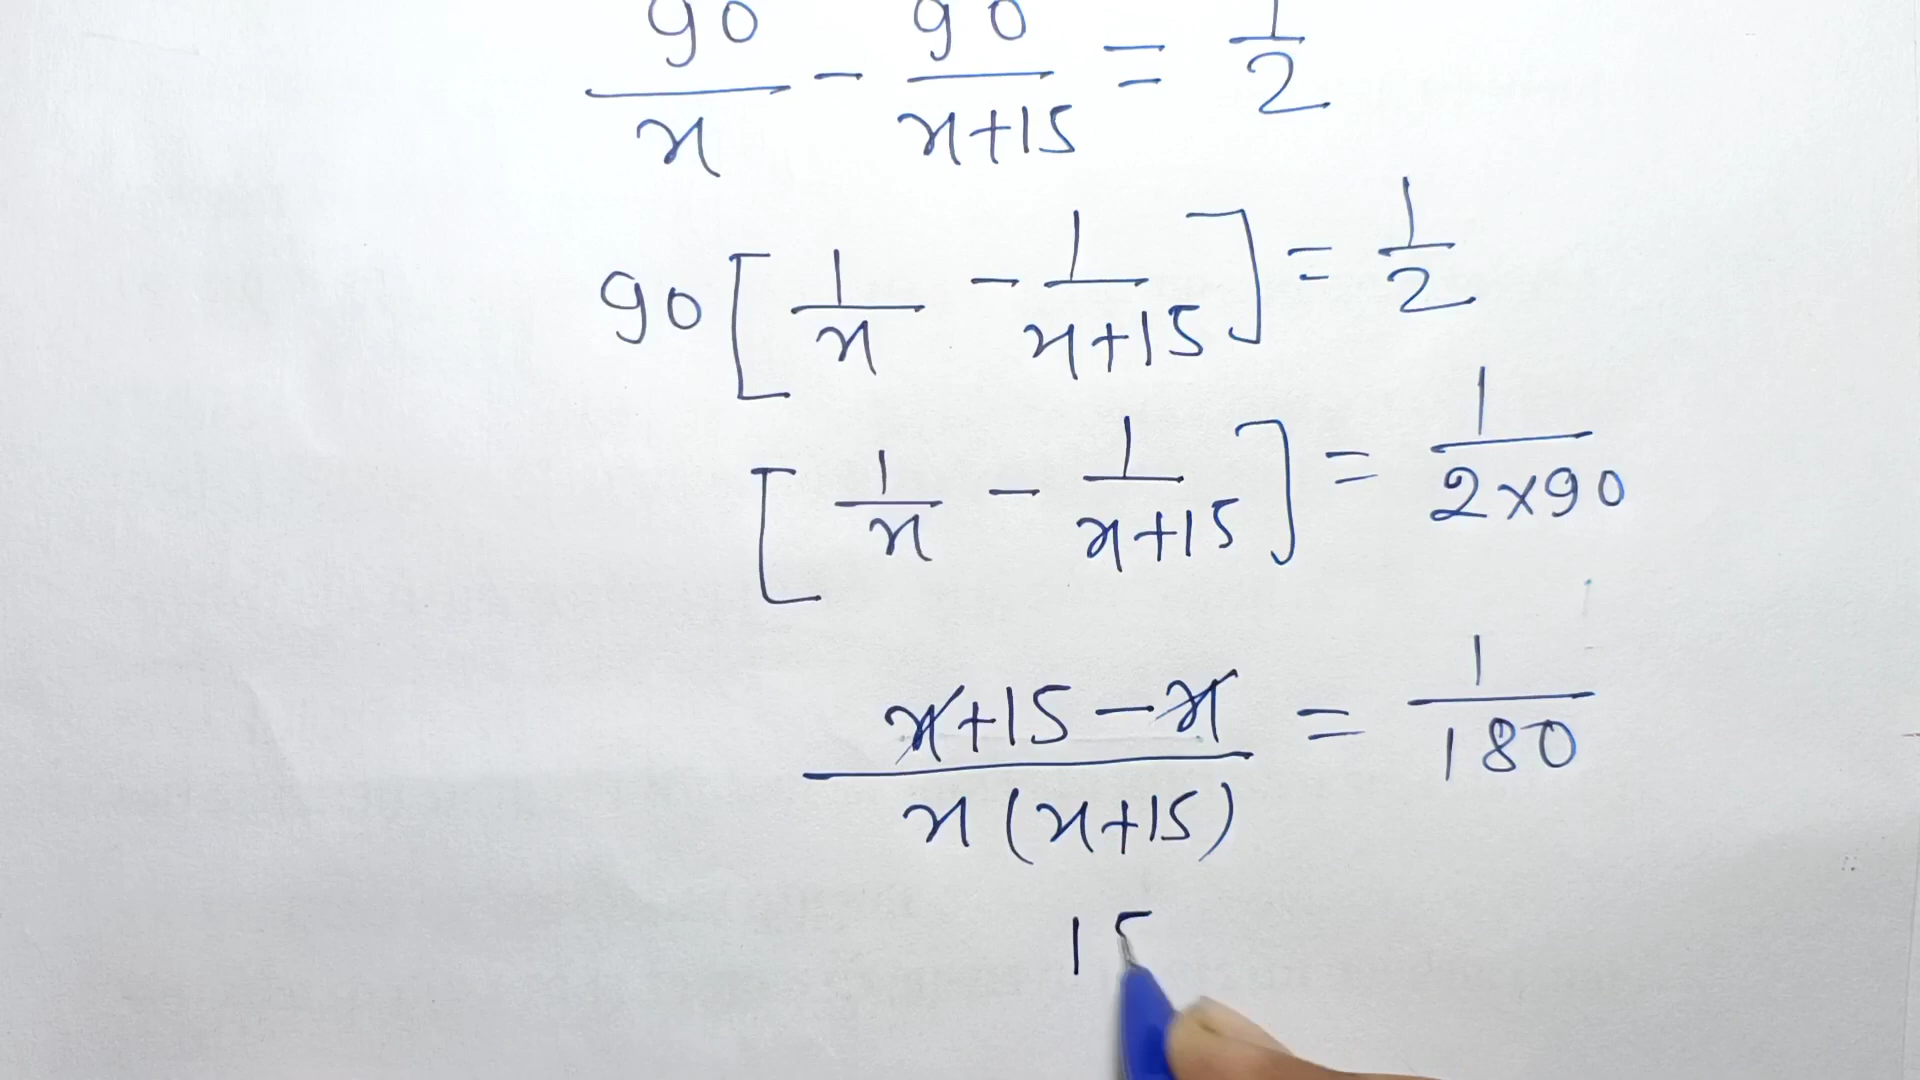 90/x - 90/x+15 = 1/2
90[1/x - 1/x+15] = 1/2
[1/x - 1/x+15] = 1/2×90
x+15-x/x(x+15) = 1/180
15